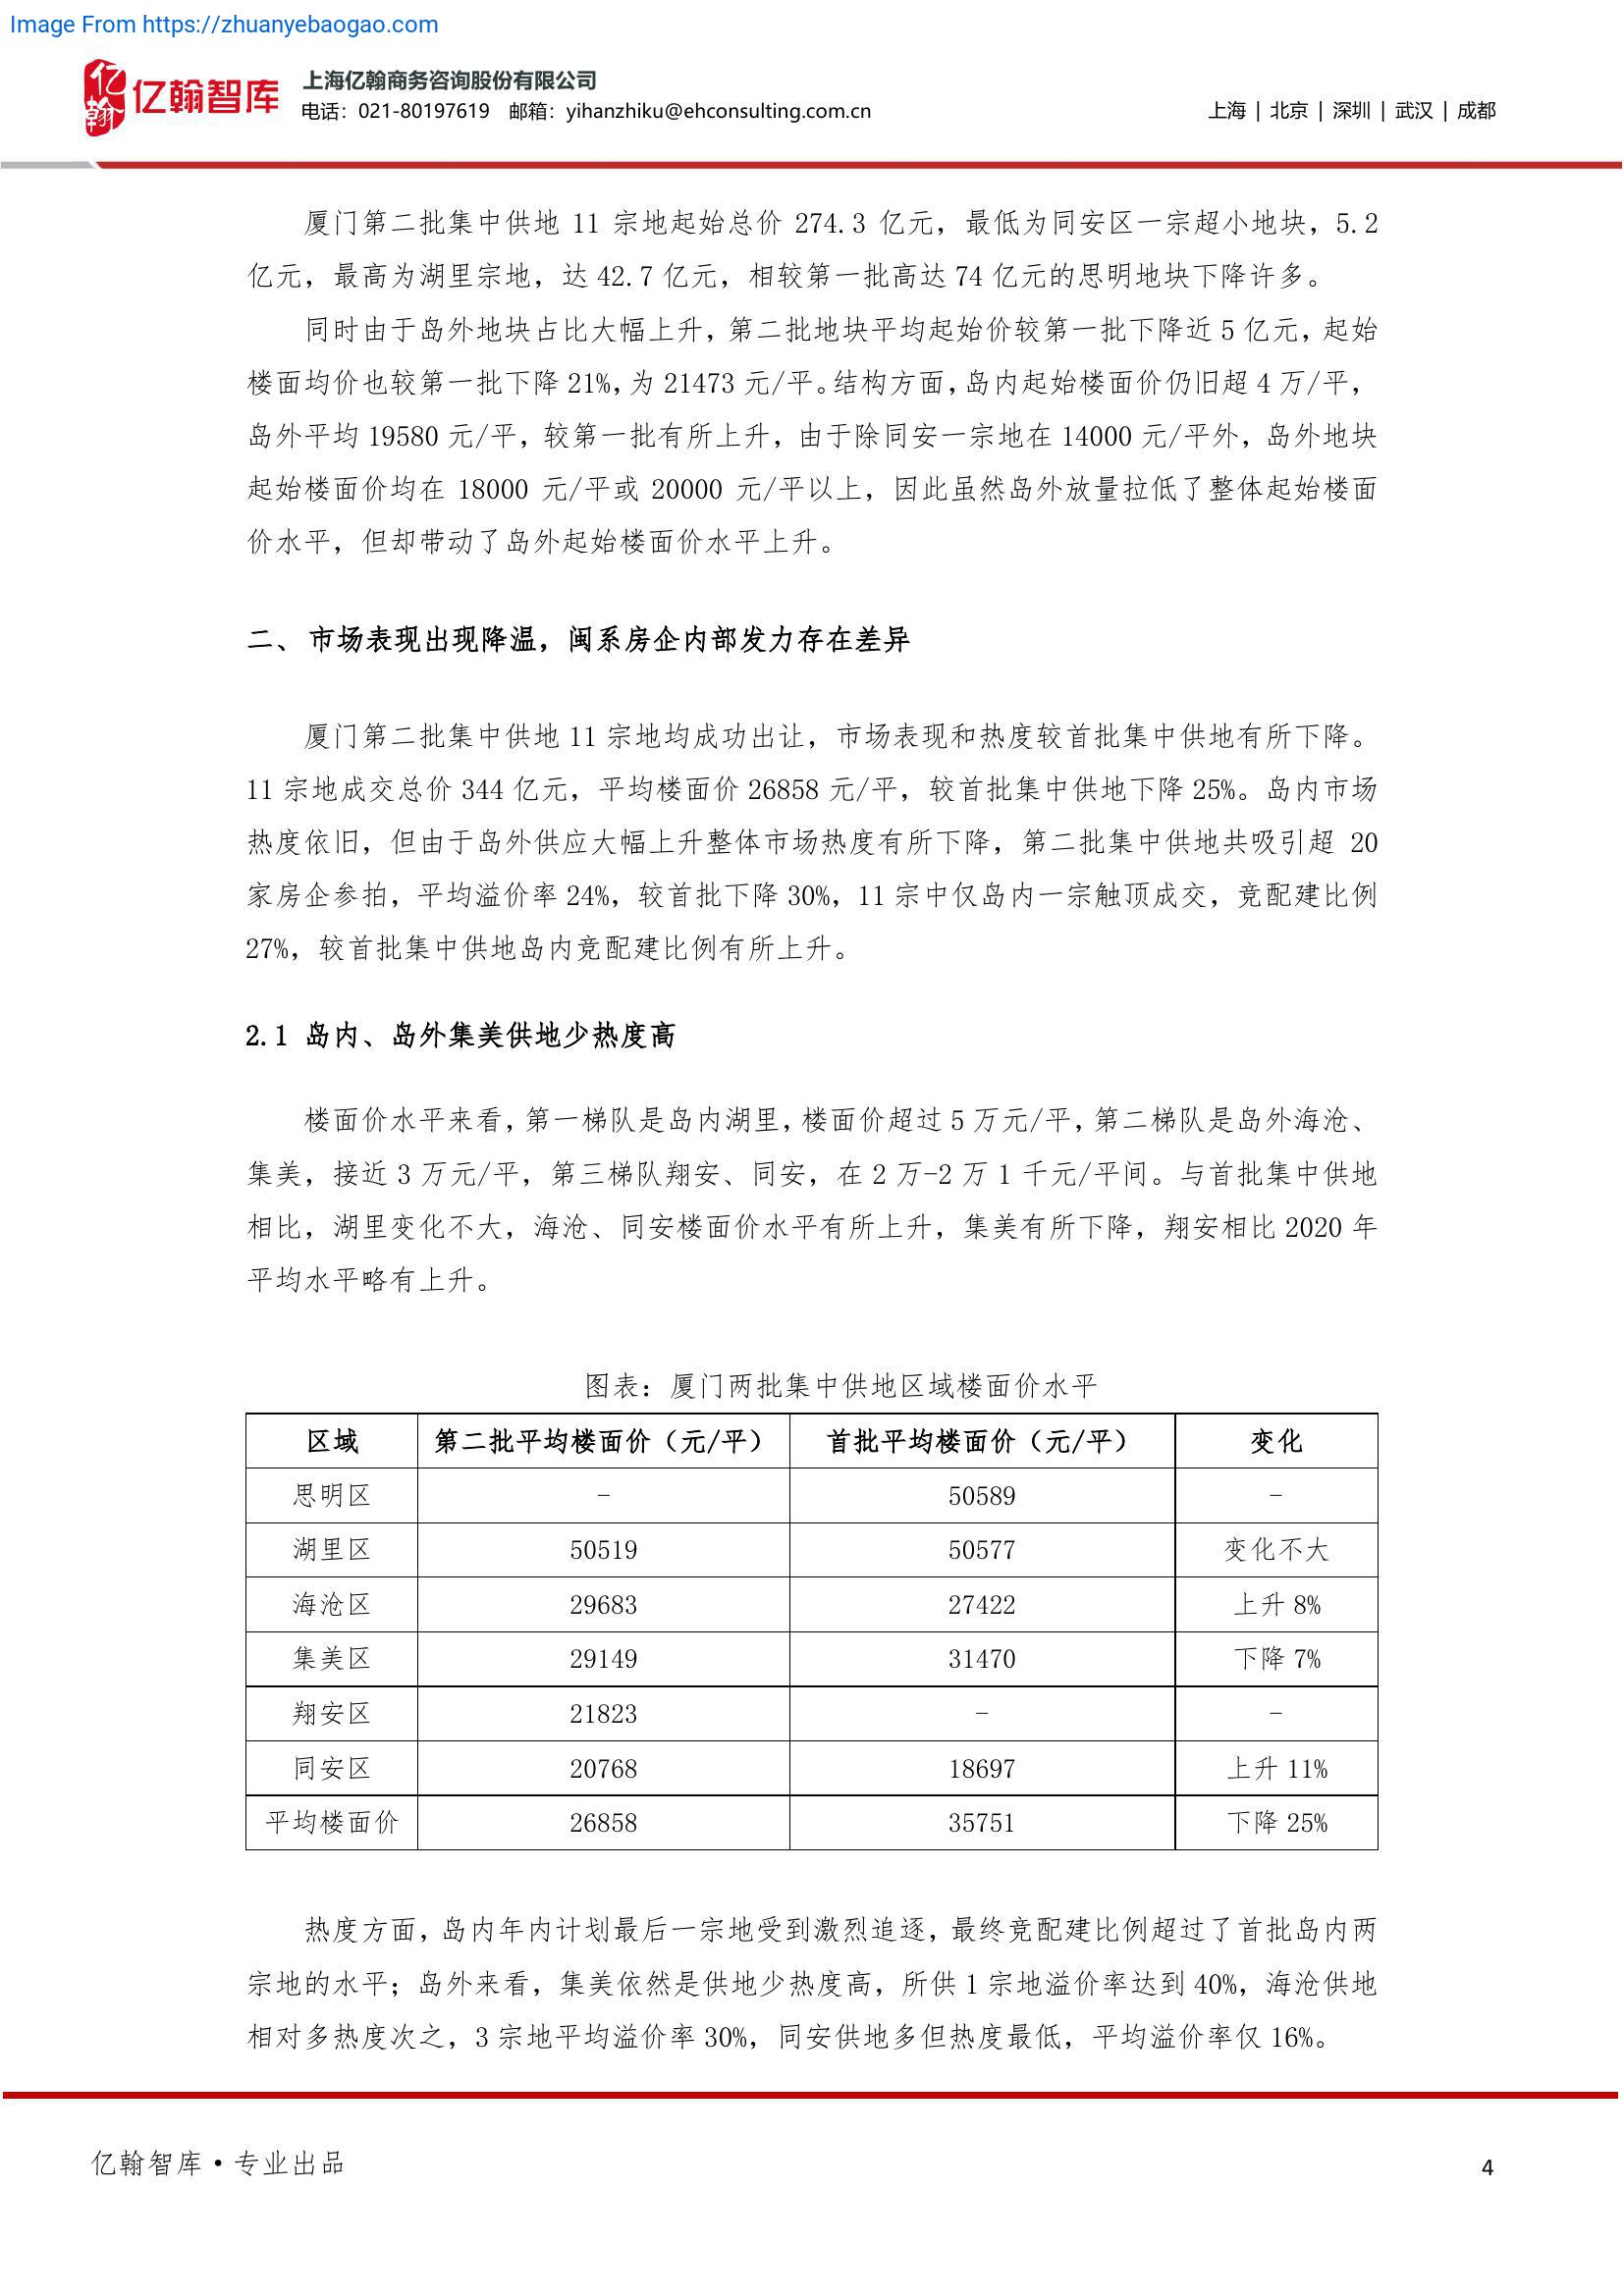 Image From https://zhuanyebaogao.com
亿翰
亿翰智库
上海亿翰商务咨询股份有限公司
电话：021-80197619 邮箱：yihanzhiku@ehconsulting.com.cn
上海 | 北京 | 深圳 | 武汉 | 成都
厦门第二批集中供地 11 宗地起始总价 274.3 亿元，最低为同安区一宗超小地块，5.2
亿元，最高为湖里宗地，达 42.7 亿元，相较第一批高达 74 亿元的思明地块下降许多。
同时由于岛外地块占比大幅上升，第二批地块平均起始价较第一批下降近 5 亿元，起始
楼面均价也较第一批下降 21%，为 21473 元/平。结构方面，岛内起始楼面价仍旧超 4 万/平，
岛外平均 19580 元/平，较第一批有所上升，由于除同安一宗地在 14000 元/平外，岛外地块
起始楼面价均在 18000 元/平或 20000 元/平以上，因此虽然岛外放量拉低了整体起始楼面
价水平，但却带动了岛外起始楼面价水平上升。
二、 市场表现出现降温，闽系房企内部发力存在差异
厦门第二批集中供地 11 宗地均成功出让，市场表现和热度较首批集中供地有所下降。
11 宗地成交总价 344 亿元，平均楼面价 26858 元/平，较首批集中供地下降 25%。岛内市场
热度依旧，但由于岛外供应大幅上升整体市场热度有所下降，第二批集中供地共吸引超 20
家房企参拍，平均溢价率 24%，较首批下降 30%，11 宗中仅岛内一宗触顶成交，竞配建比例
27%，较首批集中供地岛内竞配建比例有所上升。
2.1 岛内、岛外集美供地少热度高
楼面价水平来看，第一梯队是岛内湖里，楼面价超过 5 万元/平，第二梯队是岛外海沧、
集美，接近 3 万元/平，第三梯队翔安、同安，在 2 万-2 万 1 千元/平间。与首批集中供地
相比，湖里变化不大，海沧、同安楼面价水平有所上升，集美有所下降，翔安相比 2020 年
平均水平略有上升。
图表：厦门两批集中供地区域楼面价水平
区域 第二批平均楼面价（元/平） 首批平均楼面价（元/平） 变化
思明区 - 50589 -
湖里区 50519 50577 变化不大
海沧区 29683 27422 上升 8%
集美区 29149 31470 下降 7%
翔安区 21823 - -
同安区 20768 18697 上升 11%
平均楼面价 26858 35751 下降 25%
热度方面，岛内年内计划最后一宗地受到激烈追逐，最终竞配建比例超过了首批岛内两
宗地的水平；岛外来看，集美依然是供地少热度高，所供 1 宗地溢价率达到 40%，海沧供地
相对多热度次之，3 宗地平均溢价率 30%，同安供地多但热度最低，平均溢价率仅 16%。
亿翰智库·专业出品
4